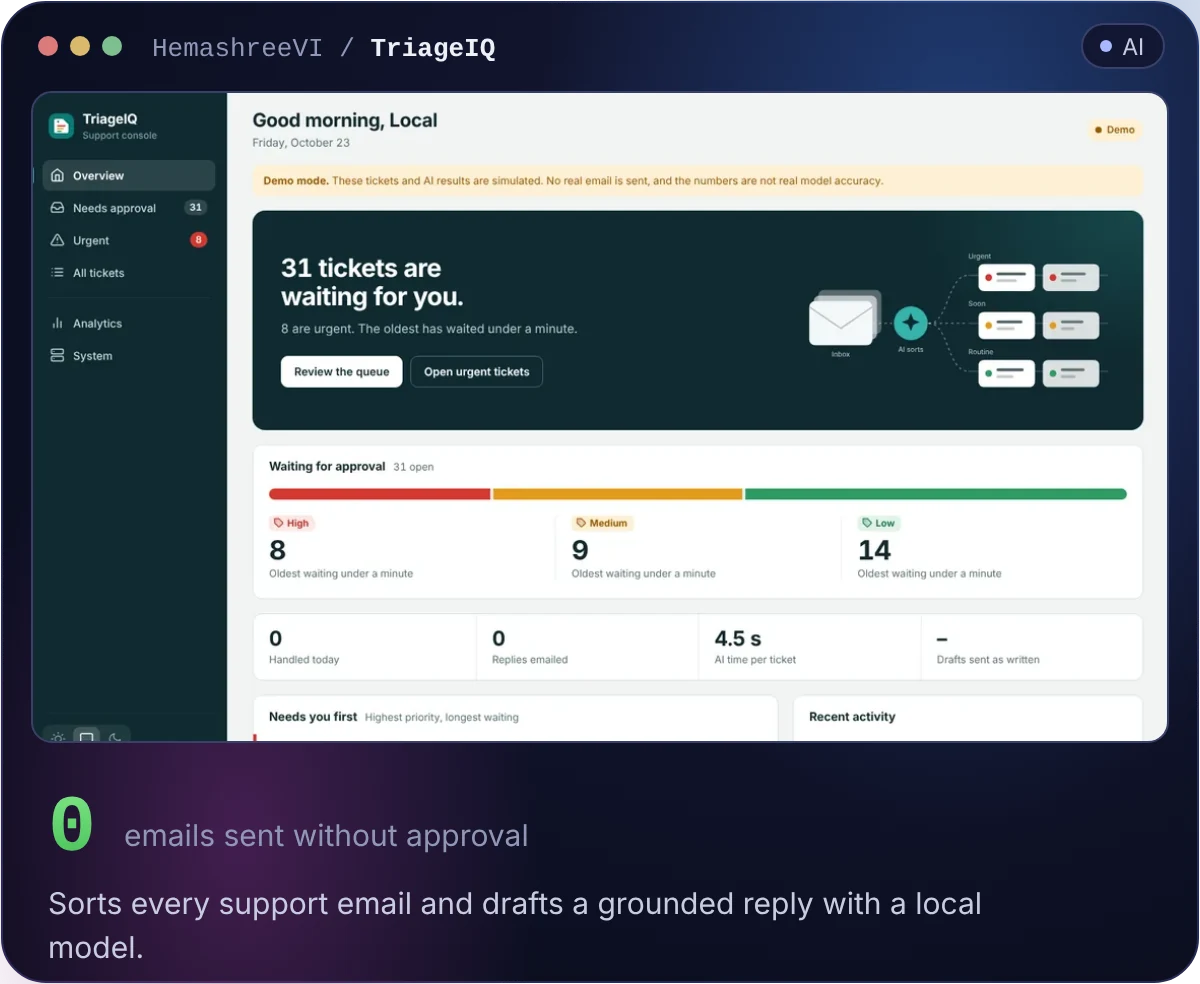 HemashreeVI / TriageIQ
AI
TriageIQ
Support console
Overview
Needs approval 31
Urgent 8
All tickets
Analytics
System
Good morning, Local
Friday, October 23
Demo
Demo mode. These tickets and AI results are simulated. No real email is sent, and the numbers are not real model accuracy.
31 tickets are
waiting for you.
8 are urgent. The oldest has waited under a minute.
Review the queue
Open urgent tickets
Inbox
AI sorts
Urgent
Soon
Routine
Waiting for approval 31 open
High
8
Oldest waiting under a minute
Medium
9
Oldest waiting under a minute
Low
14
Oldest waiting under a minute
0
Handled today
0
Replies emailed
4.5 s
AI time per ticket
–
Drafts sent as written
Needs you first Highest priority, longest waiting
Recent activity
0 emails sent without approval
Sorts every support email and drafts a grounded reply with a local
model.